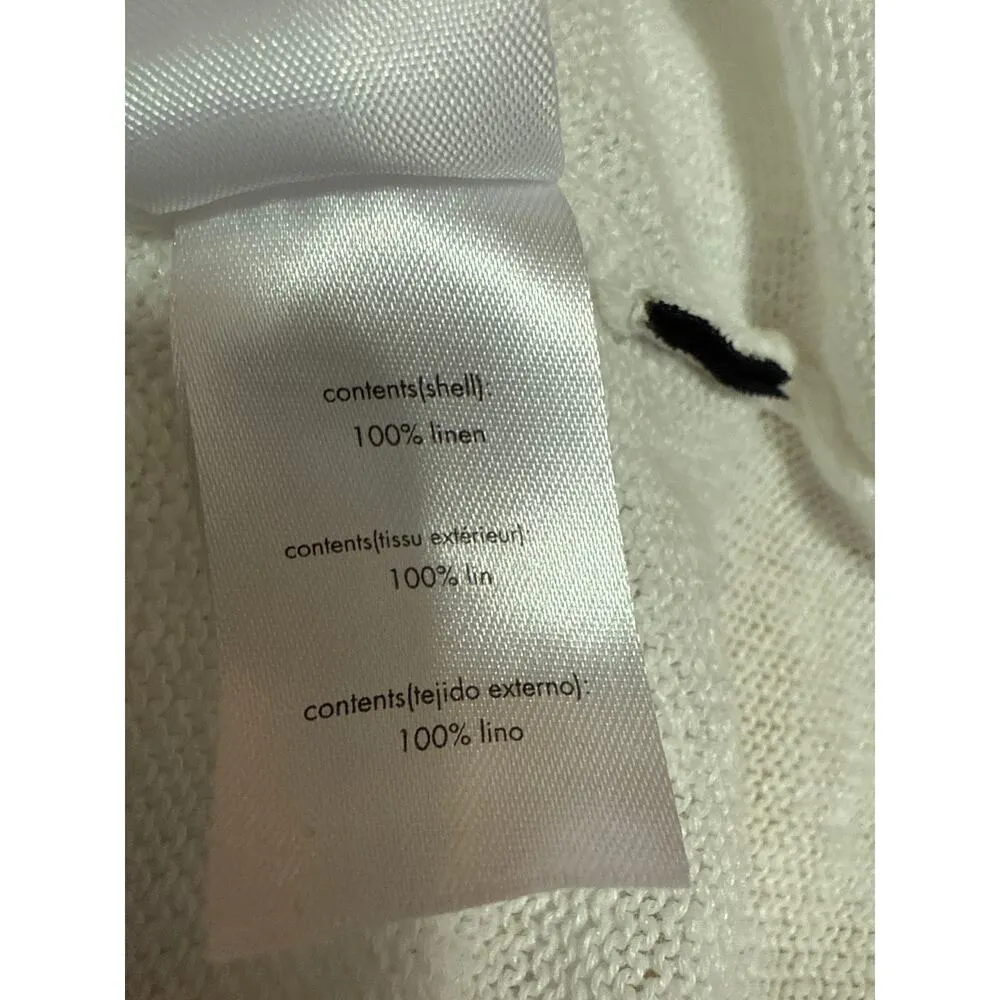 contents(shell):
100% linen
contents(tissu extérieur):
100% lin
contents(tejido externo):
100% lino